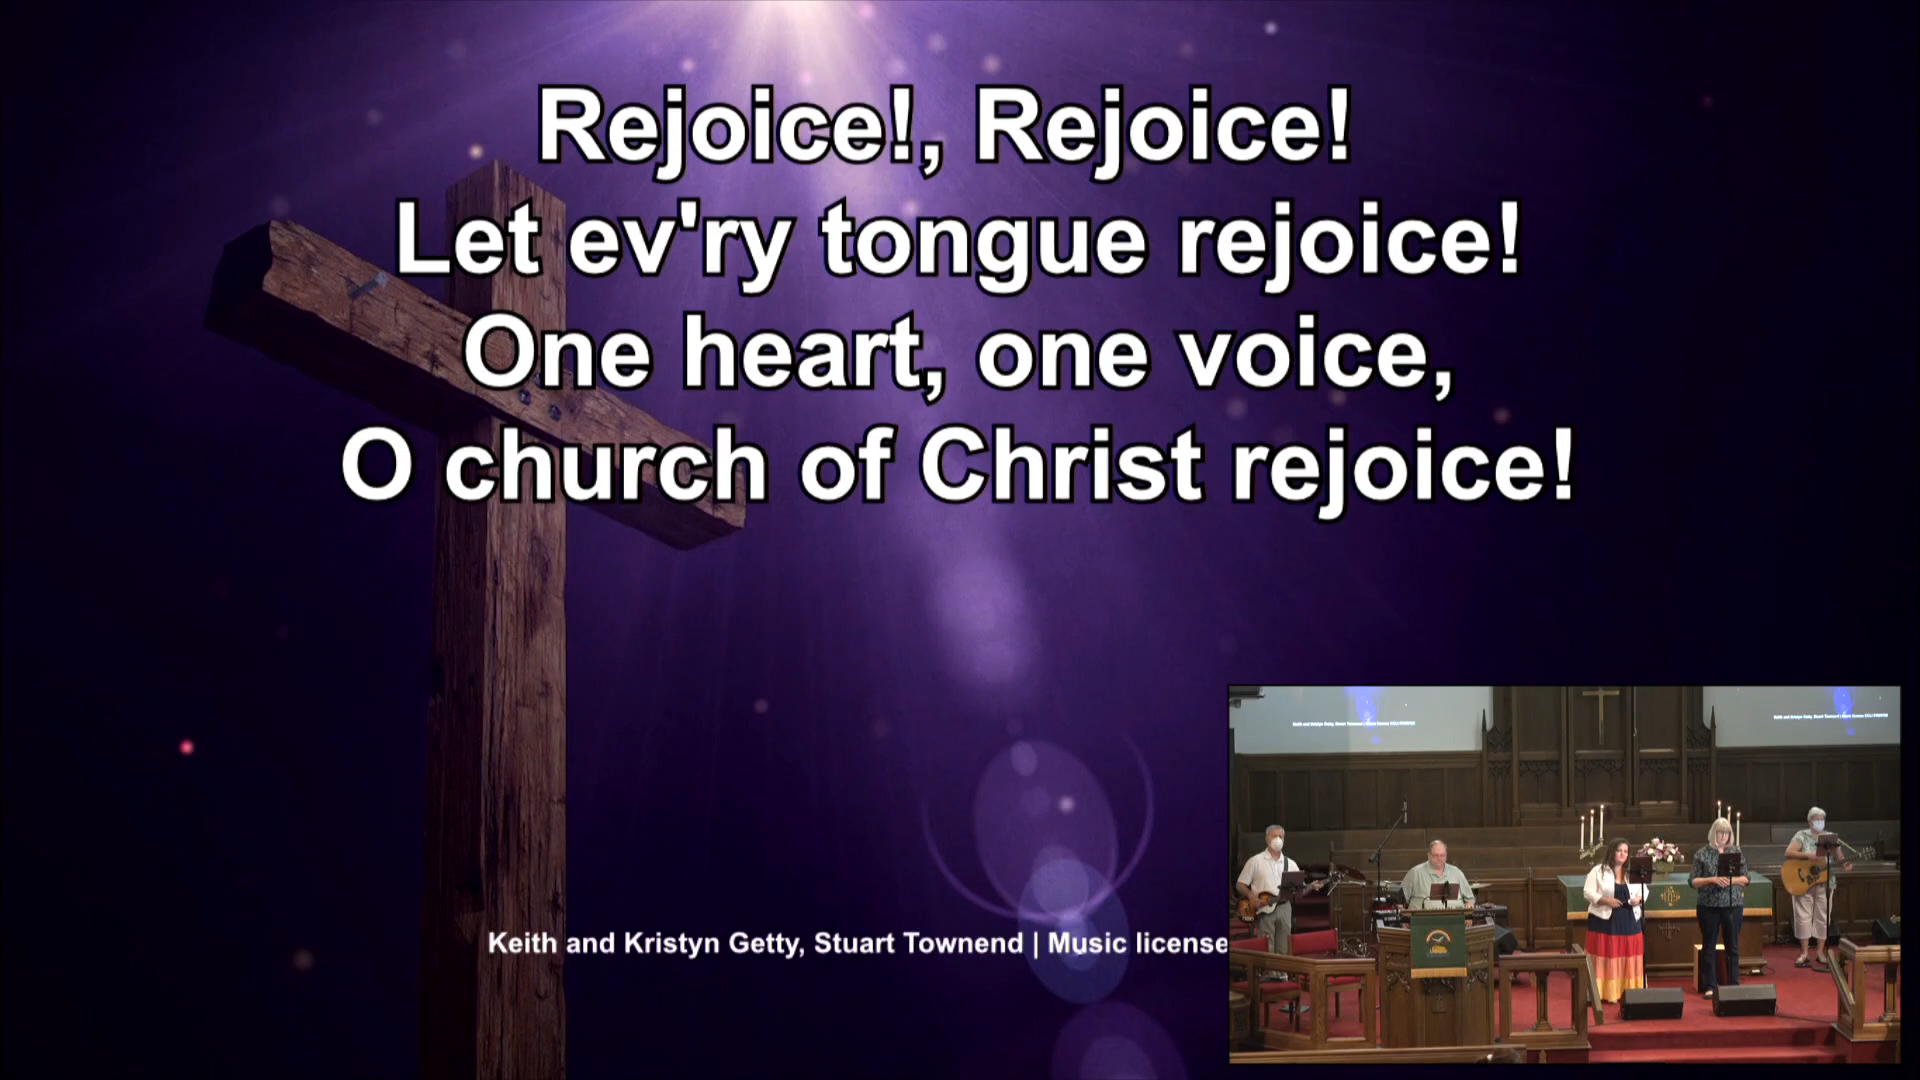 Rejoice!, Rejoice!
Let ev'ry tongue rejoice!
One heart, one voice,
O church of Christ rejoice!
Keith and Kristyn Getty, Stuart Townend | Music license